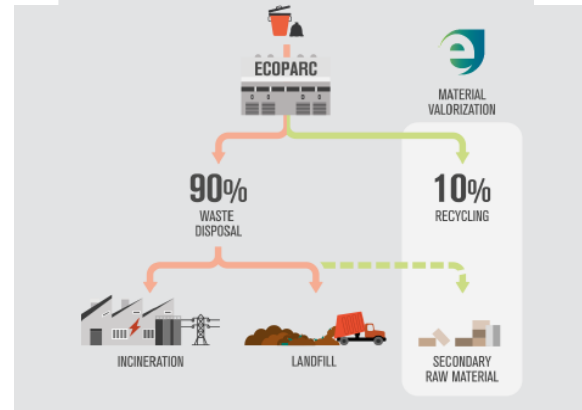 ECOPARC
MATERIAL
VALORIZATION
90%
WASTE
DISPOSAL
10%
RECYCLING
INCINERATION
LANDFILL
SECONDARY
RAW MATERIAL